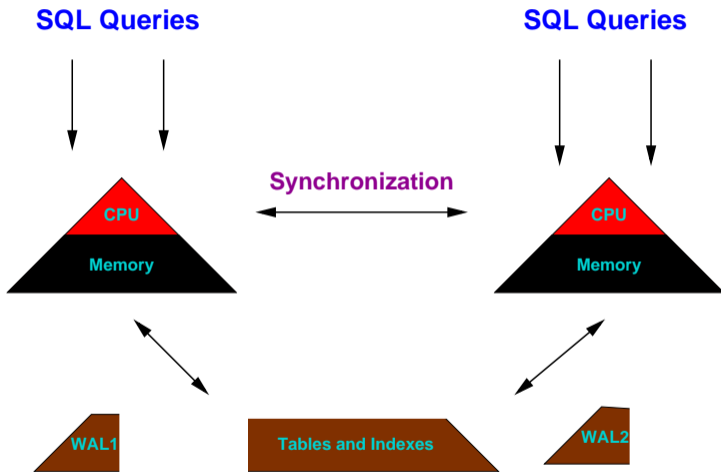 SQL Queries
SQL Queries
Synchronization
CPU
CPU
Memory
Memory
WAL1
Tables and Indexes
WAL2